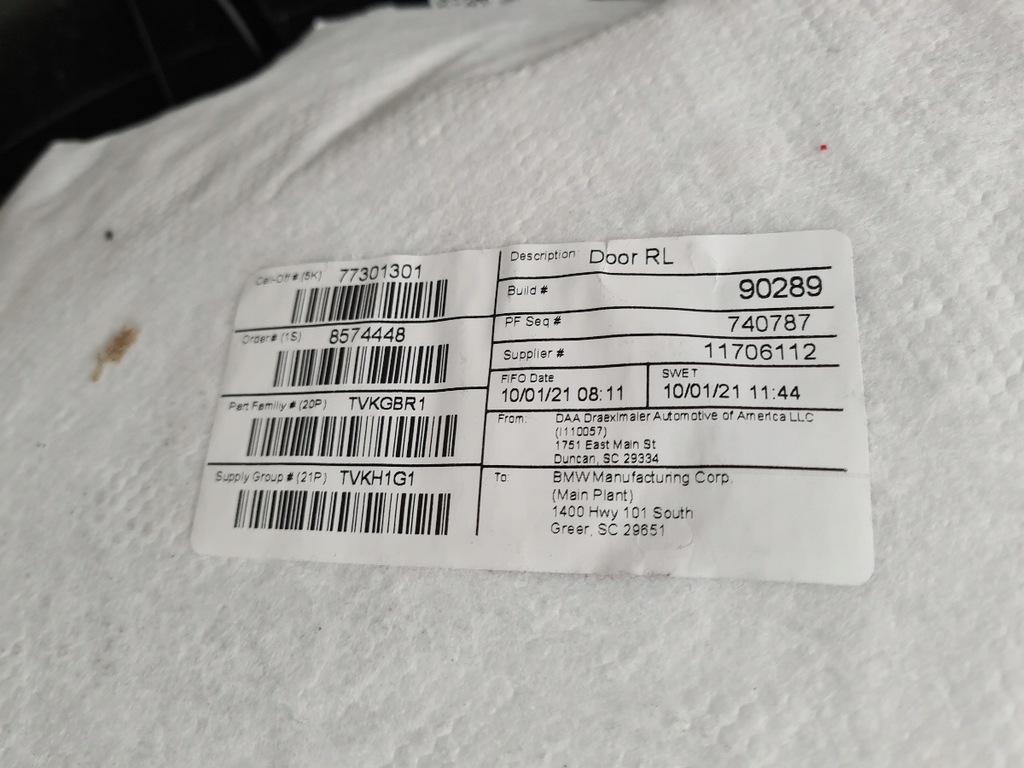 Call-Off # (5K) 77301301
Order# (1S) 8574448
Part Family # (20P) TVKGBR1
Supply Group # (21P) TVKH1G1
Description: Door RL
Build # 90289
PF Seq # 740787
Supplier # 11706112
FIFO Date
10/01/21 08:11
SWET
10/01/21 11:44
From: DAA Draexlmaier Automotive of America LLC
(I110057)
1751 East Main St
Duncan, SC 29334
To: BMW Manufacturing Corp.
(Main Plant)
1400 Hwy 101 South
Greer, SC 29651